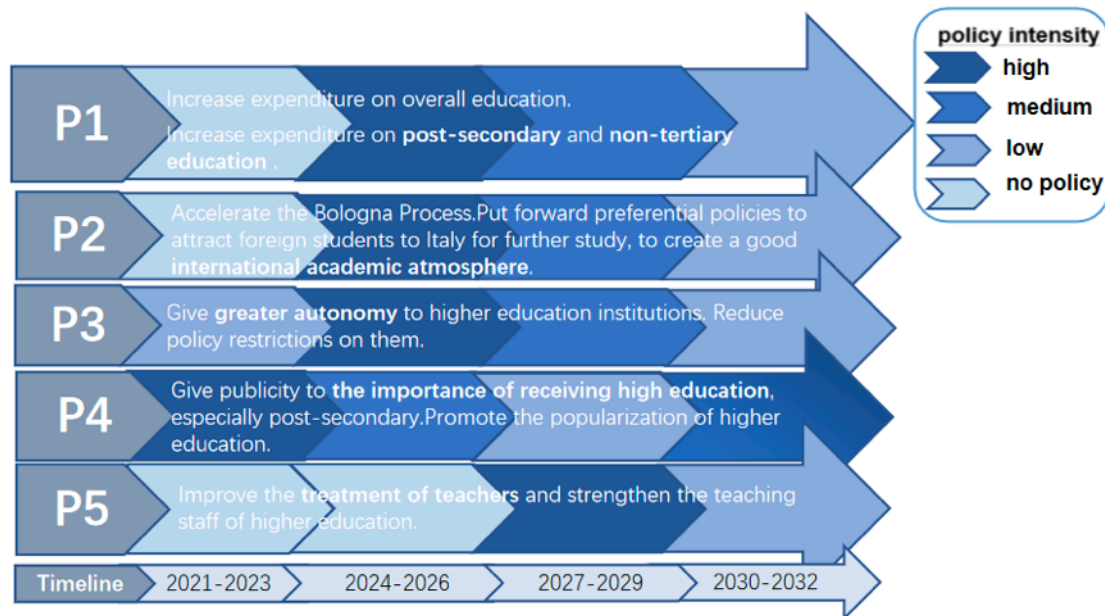 policy intensity
high
medium
low
no policy
P1
Increase expenditure on overall education.
Increase expenditure on post-secondary and non-tertiary
education .
P2
Accelerate the Bologna Process.Put forward preferential policies to
attract foreign students to Italy for further study, to create a good
international academic atmosphere.
P3
Give greater autonomy to higher education institutions. Reduce
policy restrictions on them.
P4
Give publicity to the importance of receiving high education,
especially post-secondary.Promote the popularization of higher
education.
P5
Improve the treatment of teachers and strengthen the teaching
staff of higher education.
Timeline
2021-2023
2024-2026
2027-2029
2030-2032